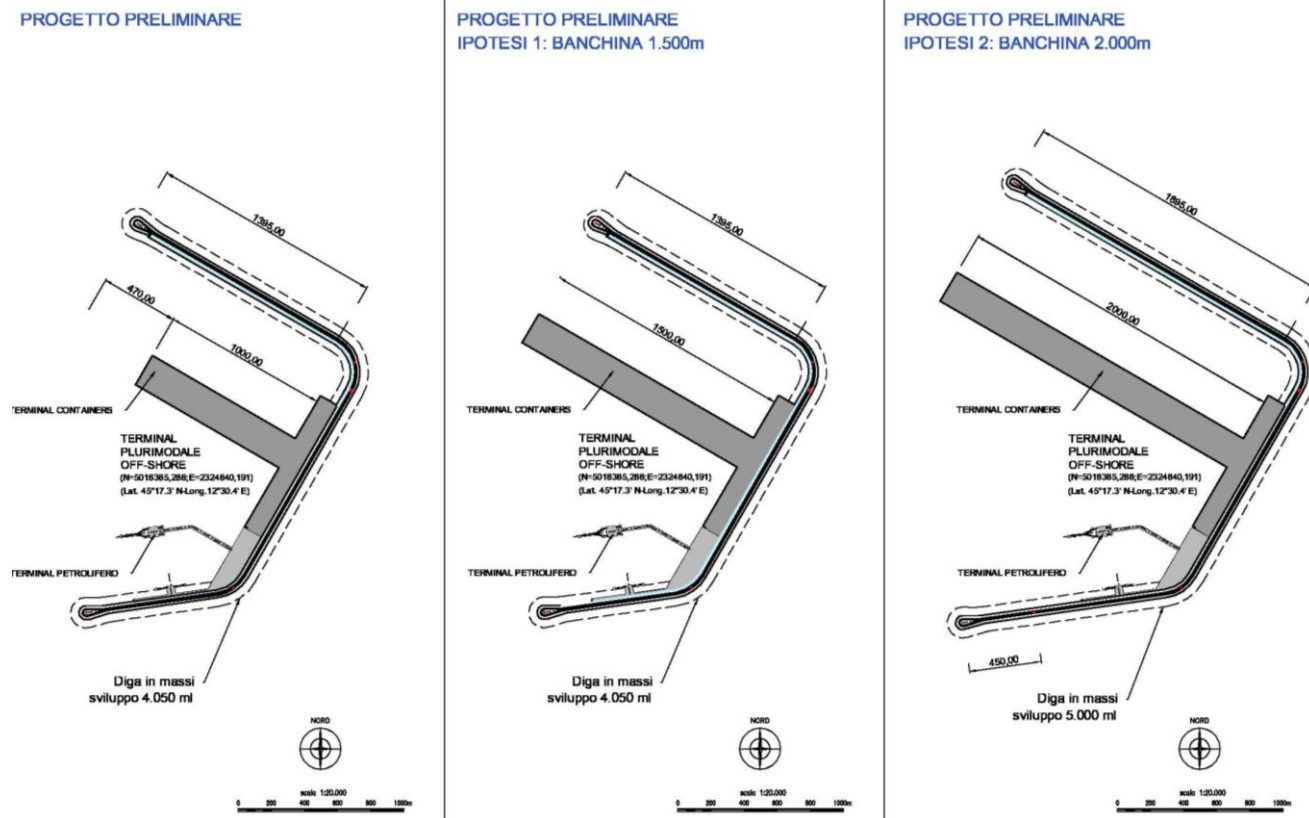 PROGETTO PRELIMINARE
1395,00
470,00
1000,00
TERMINAL CONTAINERS
TERMINAL
PLURIMODALE
OFF-SHORE
(N=5018385,288;E=2324840,191)
(Lat. 45°17.3' N-Long.12°30.4' E)
TERMINAL PETROLIFERO
Diga in massi
sviluppo 4.050 ml
NORD
scale 1:20.000
0 200 400 600 800 1000m
PROGETTO PRELIMINARE
IPOTESI 1: BANCHINA 1.500m
1395,00
1500,00
TERMINAL CONTAINERS
TERMINAL
PLURIMODALE
OFF-SHORE
(N=5018385,288;E=2324840,191)
(Lat. 45°17.3' N-Long.12°30.4' E)
TERMINAL PETROLIFERO
Diga in massi
sviluppo 4.050 ml
NORD
scale 1:20.000
0 200 400 600 800 1000m
PROGETTO PRELIMINARE
IPOTESI 2: BANCHINA 2.000m
1895,00
2000,00
TERMINAL CONTAINERS
TERMINAL
PLURIMODALE
OFF-SHORE
(N=5018385,288;E=2324840,191)
(Lat. 45°17.3' N-Long.12°30.4' E)
TERMINAL PETROLIFERO
450,00
Diga in massi
sviluppo 5.000 ml
NORD
scale 1:20.000
0 200 400 600 800 1000m